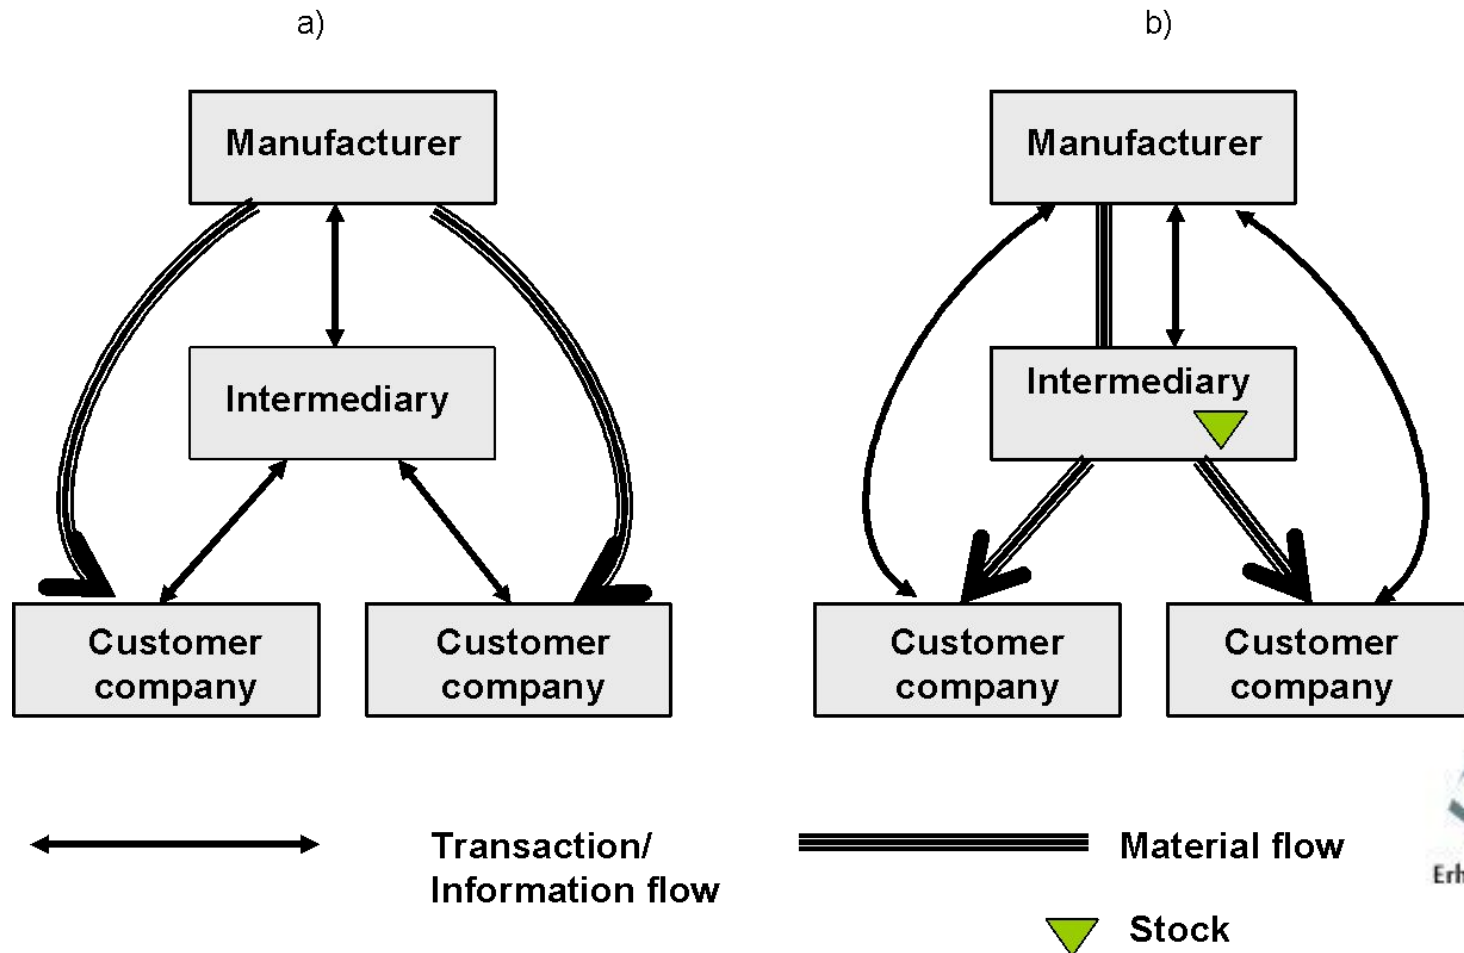 a)
b)
Manufacturer
Manufacturer
Intermediary
Intermediary
Customer
company
Customer
company
Customer
company
Customer
company
Transaction/
Information flow
Material flow
Stock